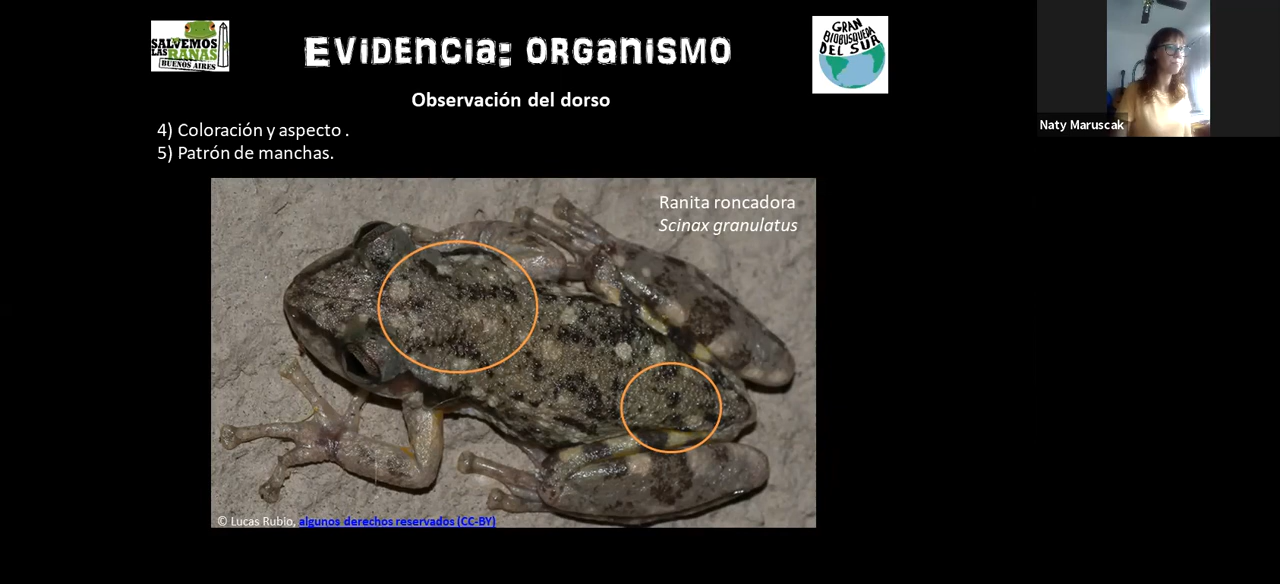 SALVEMOS
LAS RANAS
BUENOS AIRES
EVIDENCIA: ORGANISMO
GRAN
BIOBÚSQUEDA
DEL SUR
Observación del dorso
4) Coloración y aspecto .
5) Patrón de manchas.
Ranita roncadora
Scinax granulatus
© Lucas Rubio, algunos derechos reservados (CC-BY)
Naty Maruscak